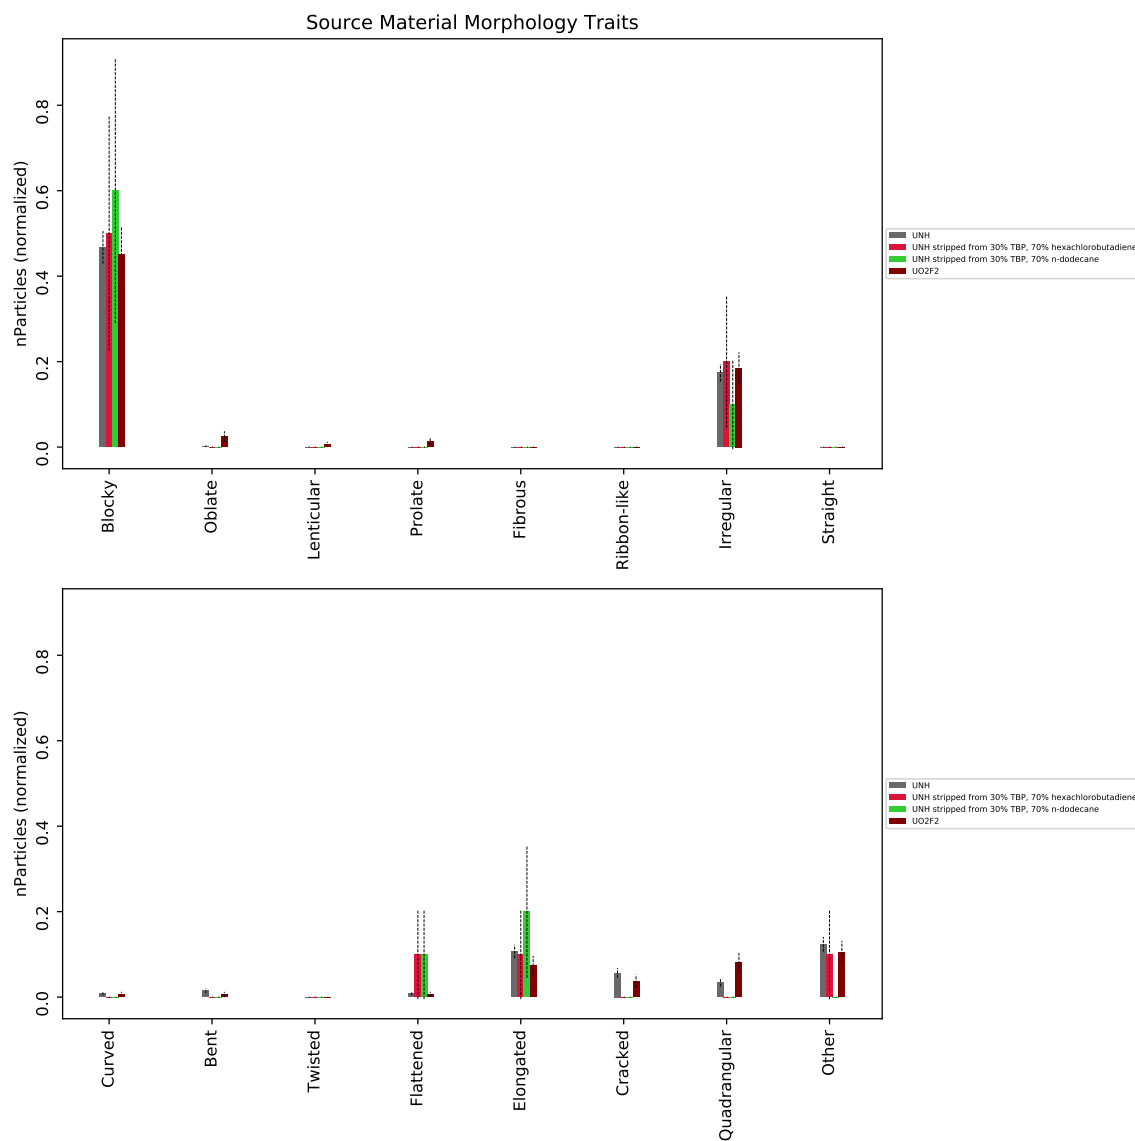 Source Material Morphology Traits
nParticles (normalized)
0.8
0.6
0.4
0.2
0.0
Blocky
Oblate
Lenticular
Prolate
Fibrous
Ribbon-like
Irregular
Straight
UNH
UNH stripped from 30% TBP, 70% hexachlorobutadiene
UNH stripped from 30% TBP, 70% n-dodecane
UO2F2
nParticles (normalized)
0.8
0.6
0.4
0.2
0.0
Curved
Bent
Twisted
Flattened
Elongated
Cracked
Quadrangular
Other
UNH
UNH stripped from 30% TBP, 70% hexachlorobutadiene
UNH stripped from 30% TBP, 70% n-dodecane
UO2F2